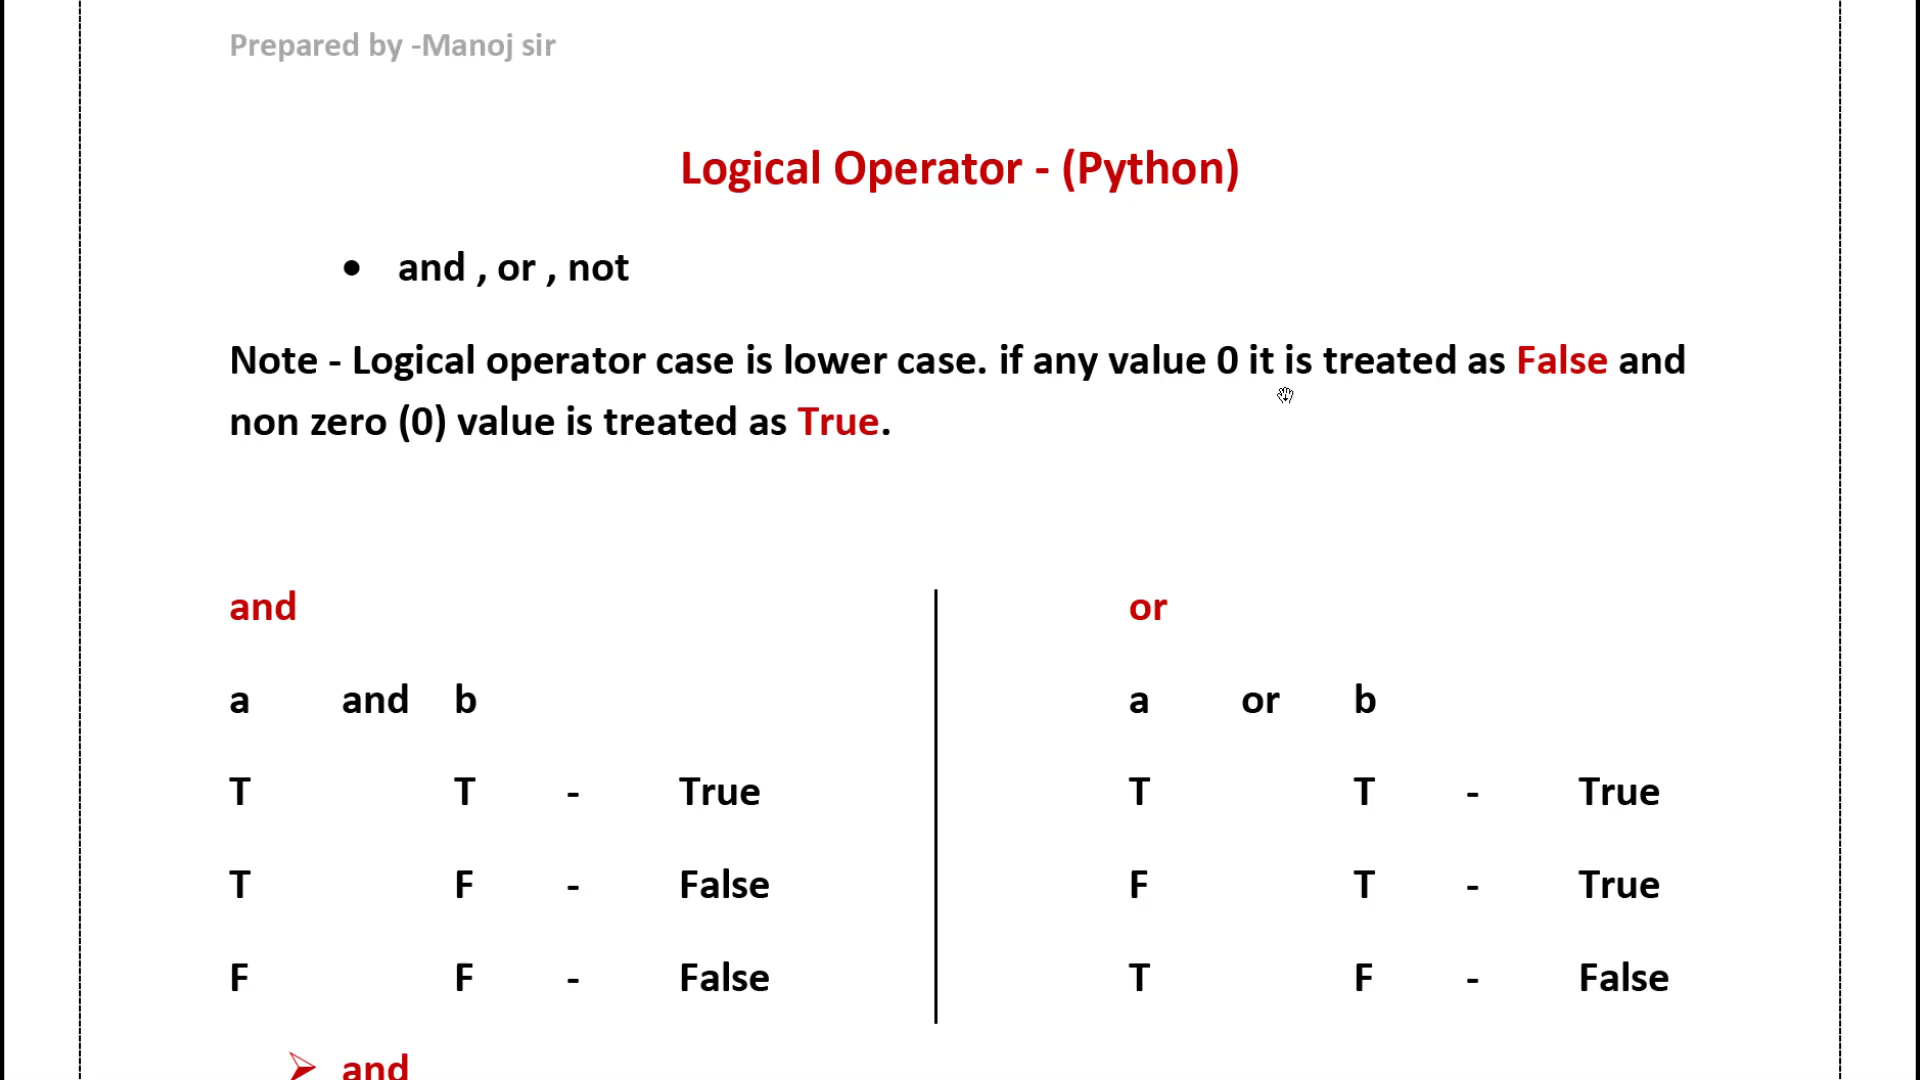 Prepared by -Manoj sir
Logical Operator - (Python)
• and , or , not
Note - Logical operator case is lower case. if any value 0 it is treated as False and
non zero (0) value is treated as True.
and
a and b
T T - True
T F - False
F F - False
or
a or b
T T - True
F T - True
T F - False
➢ and